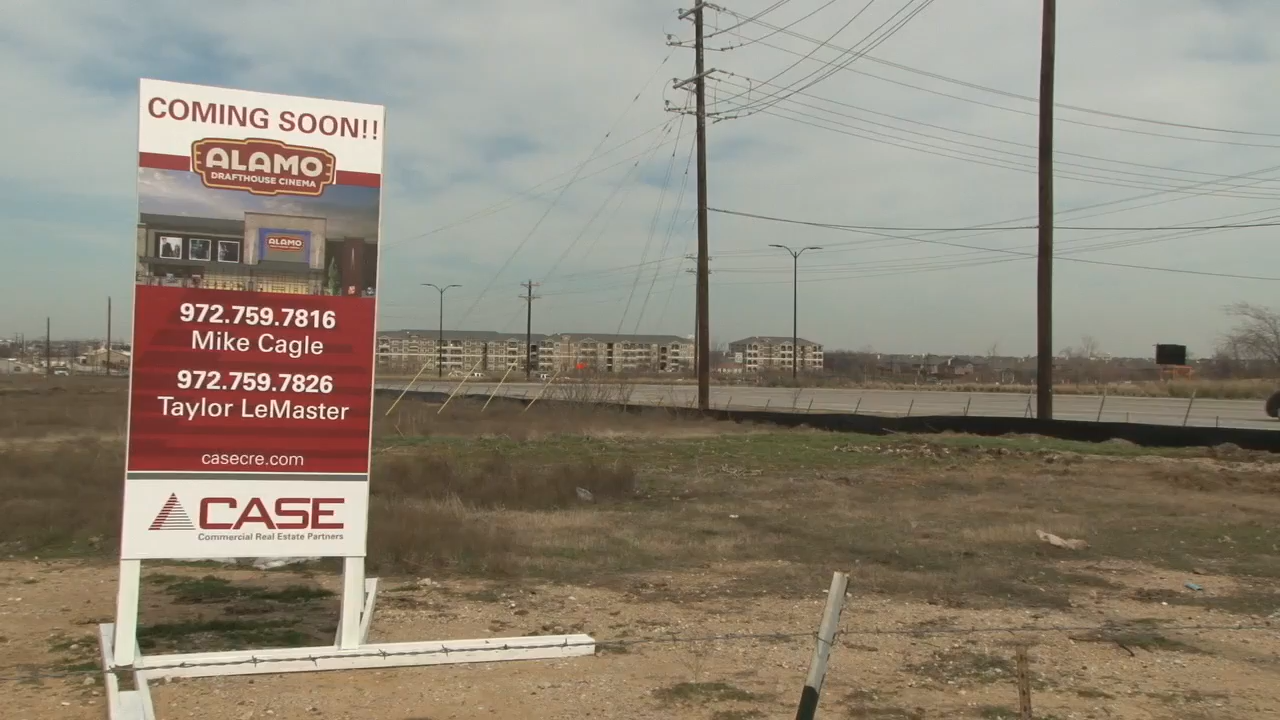 COMING SOON!!
ALAMO
DRAFTHOUSE CINEMA
ALAMO
972.759.7816
Mike Cagle
972.759.7826
Taylor LeMaster
casecre.com
CASE
Commercial Real Estate Partners